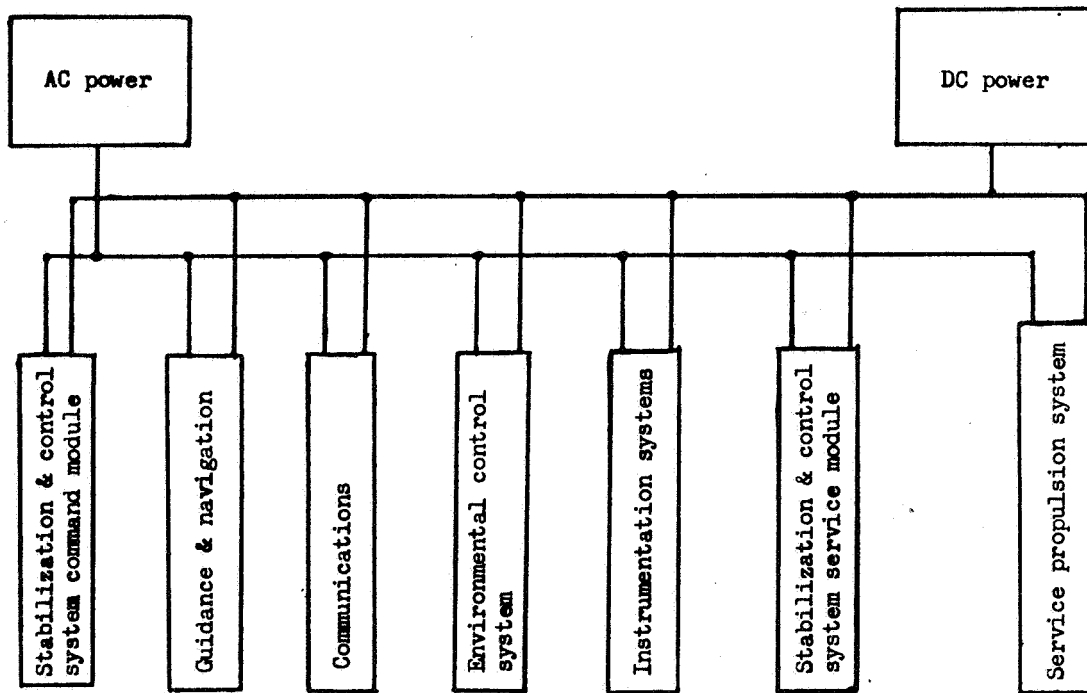 AC power
DC power
Stabilization & control
system command module
Guidance & navigation
Communications
Environmental control
system
Instrumentation systems
Stabilization & control
system service module
Service propulsion system